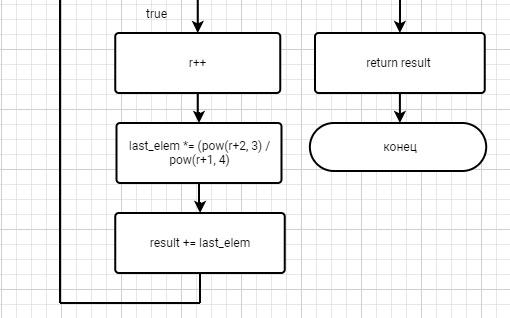 true
r++
return result
last_elem *= (pow(r+2, 3) /
pow(r+1, 4)
конец
result += last_elem